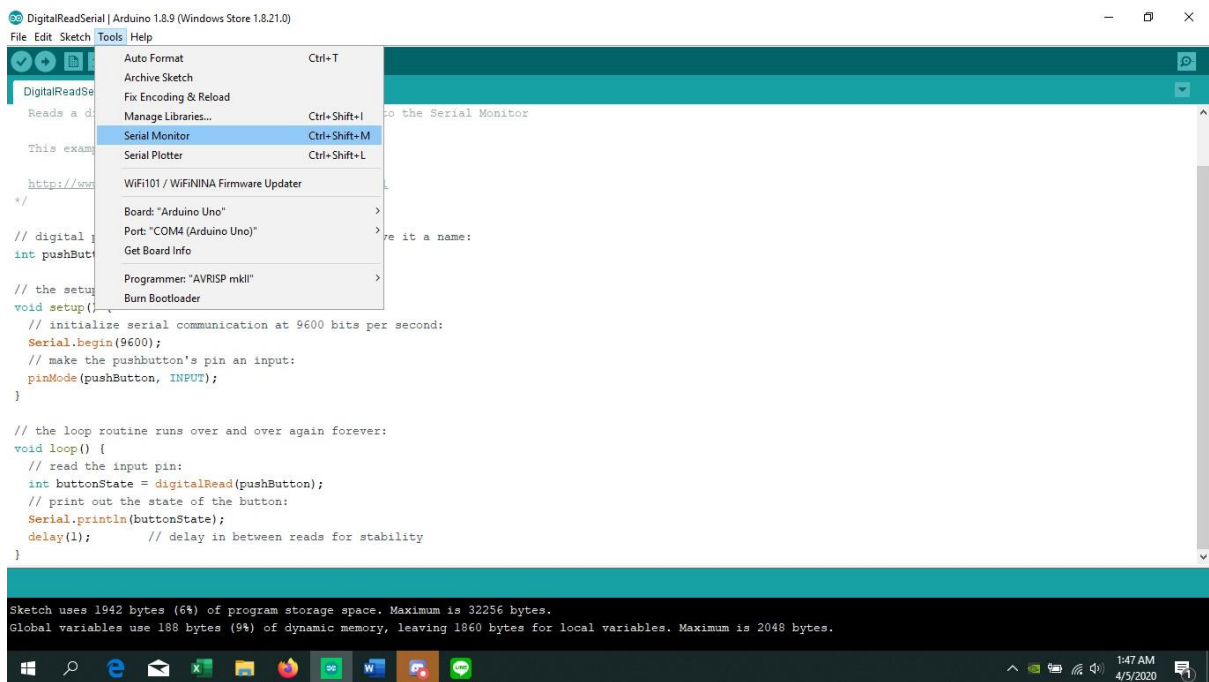 DigitalReadSerial | Arduino 1.8.9 (Windows Store 1.8.21.0)
File Edit Sketch Tools Help
Auto Format Ctrl+T
Archive Sketch
Fix Encoding & Reload
Manage Libraries... Ctrl+Shift+I
Serial Monitor Ctrl+Shift+M
Serial Plotter Ctrl+Shift+L
WiFi101 / WiFiNINA Firmware Updater
Board: "Arduino Uno"
Port: "COM4 (Arduino Uno)"
Get Board Info
Programmer: "AVRISP mkII"
Burn Bootloader
DigitalReadSe
Reads a d to the Serial Monitor
This exam
http://www
*/
// digital ve it a name:
int pushButt
// the setu
void setup() {
// initialize serial communication at 9600 bits per second:
Serial.begin(9600);
// make the pushbutton's pin an input:
pinMode(pushButton, INPUT);
}
// the loop routine runs over and over again forever:
void loop() {
// read the input pin:
int buttonState = digitalRead(pushButton);
// print out the state of the button:
Serial.println(buttonState);
delay(1); // delay in between reads for stability
}
Sketch uses 1942 bytes (6%) of program storage space. Maximum is 32256 bytes.
Global variables use 188 bytes (9%) of dynamic memory, leaving 1860 bytes for local variables. Maximum is 2048 bytes.
1:47 AM
4/5/2020